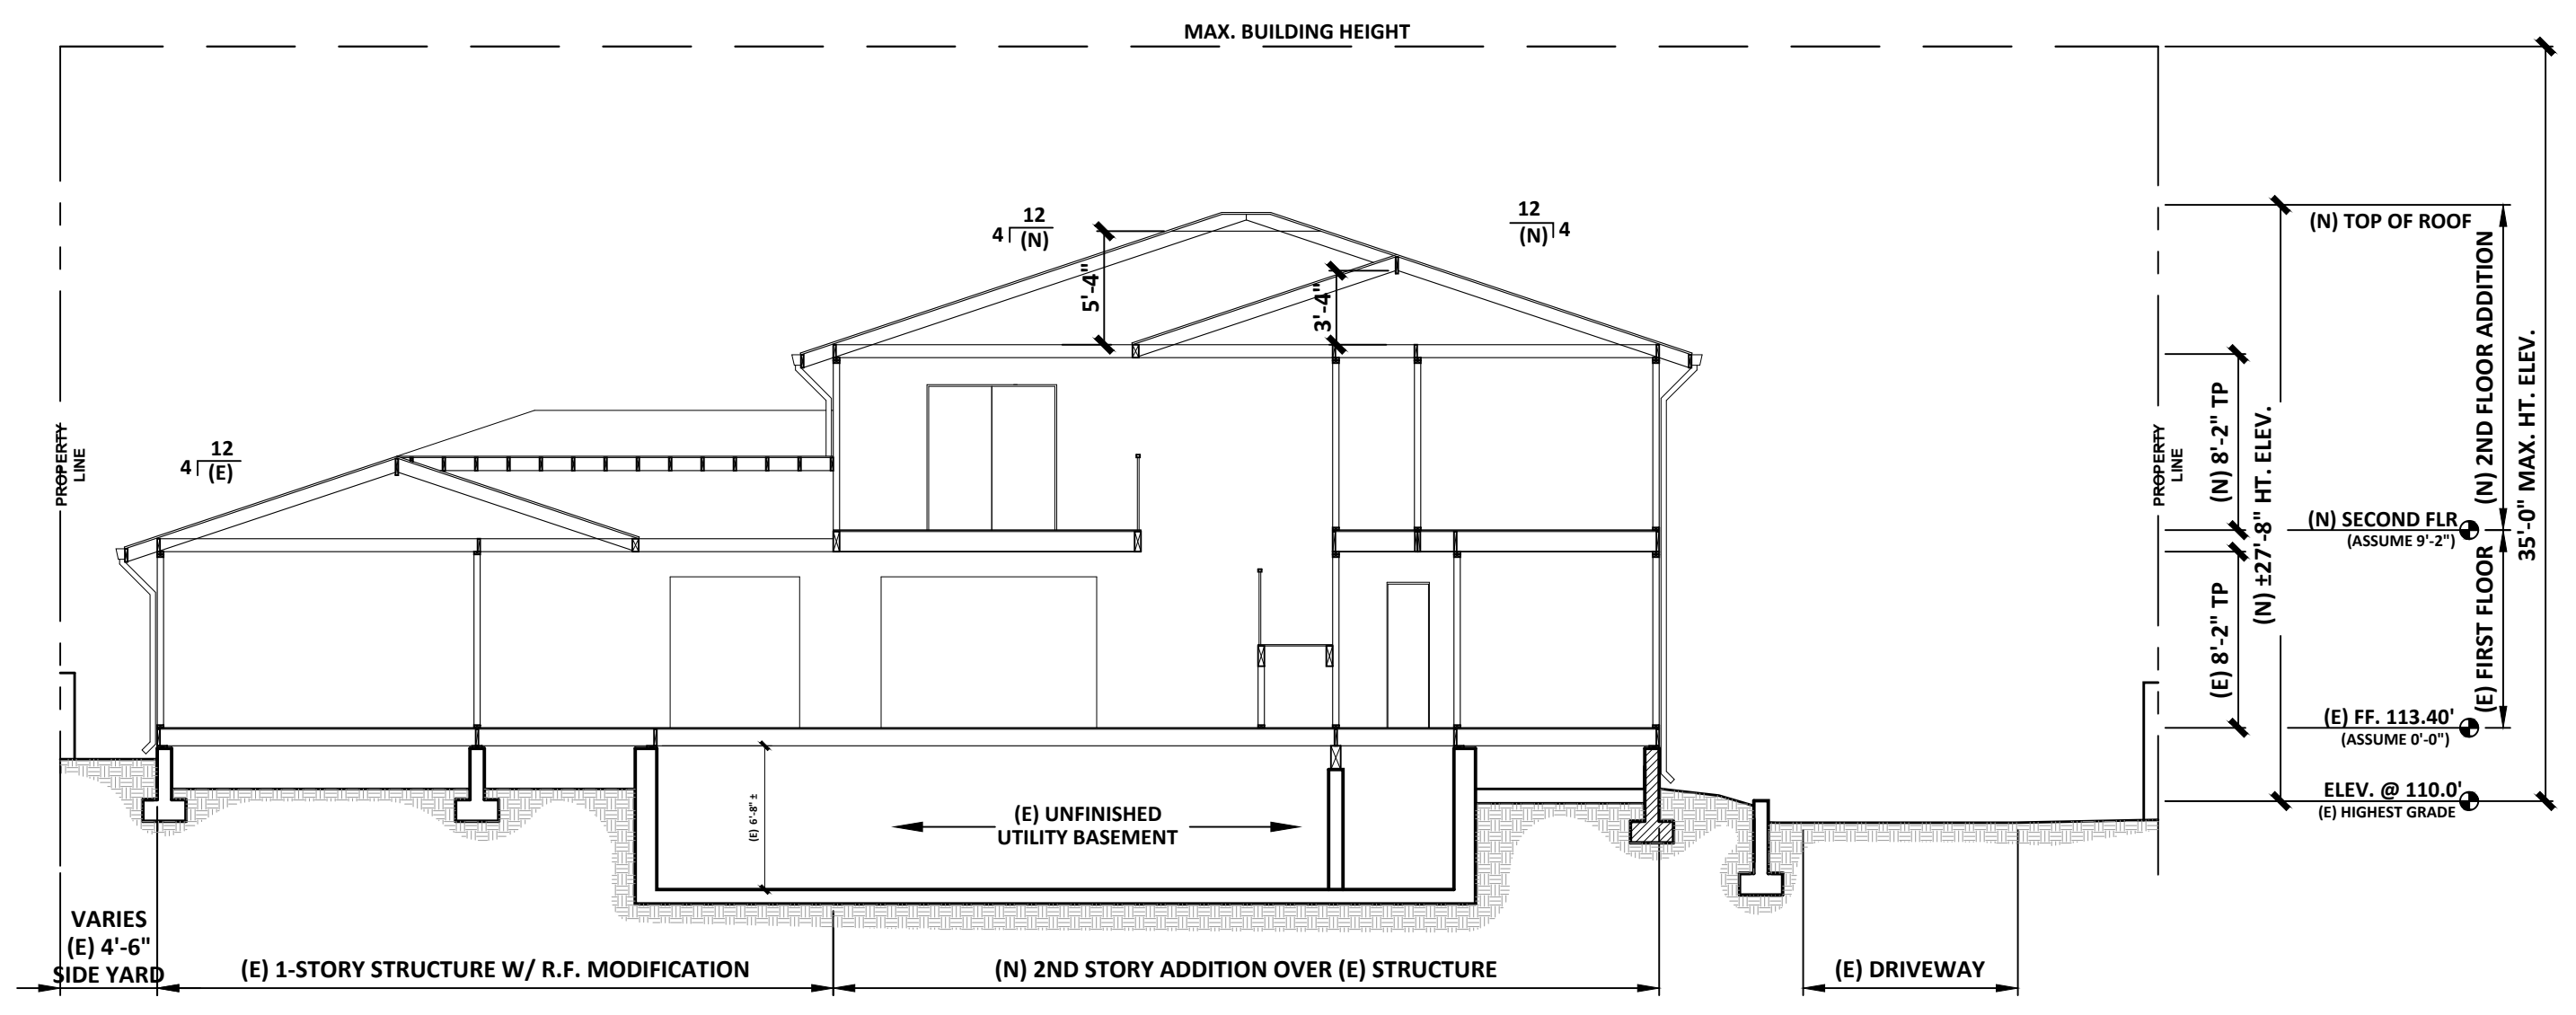 MAX. BUILDING HEIGHT
12
4
(N)
12
4
(N)
(N) TOP OF ROOF
5'-4"
3'-4"
(N) 2ND FLOOR ADDITION
35'-0" MAX. HT. ELEV.
(N) 8'-2" TP
(N) ±27'-8" HT. ELEV.
PROPERTY
LINE
12
4
(E)
PROPERTY
LINE
(N) SECOND FLR
(ASSUME 9'-2")
(E) 8'-2" TP
(E) FIRST FLOOR
(E) FF. 113.40'
(ASSUME 0'-0")
ELEV. @ 110.0'
(E) HIGHEST GRADE
(E) 6'-8" ±
(E) UNFINISHED
UTILITY BASEMENT
VARIES
(E) 4'-6"
SIDE YARD
(E) 1-STORY STRUCTURE W/ R.F. MODIFICATION
(N) 2ND STORY ADDITION OVER (E) STRUCTURE
(E) DRIVEWAY